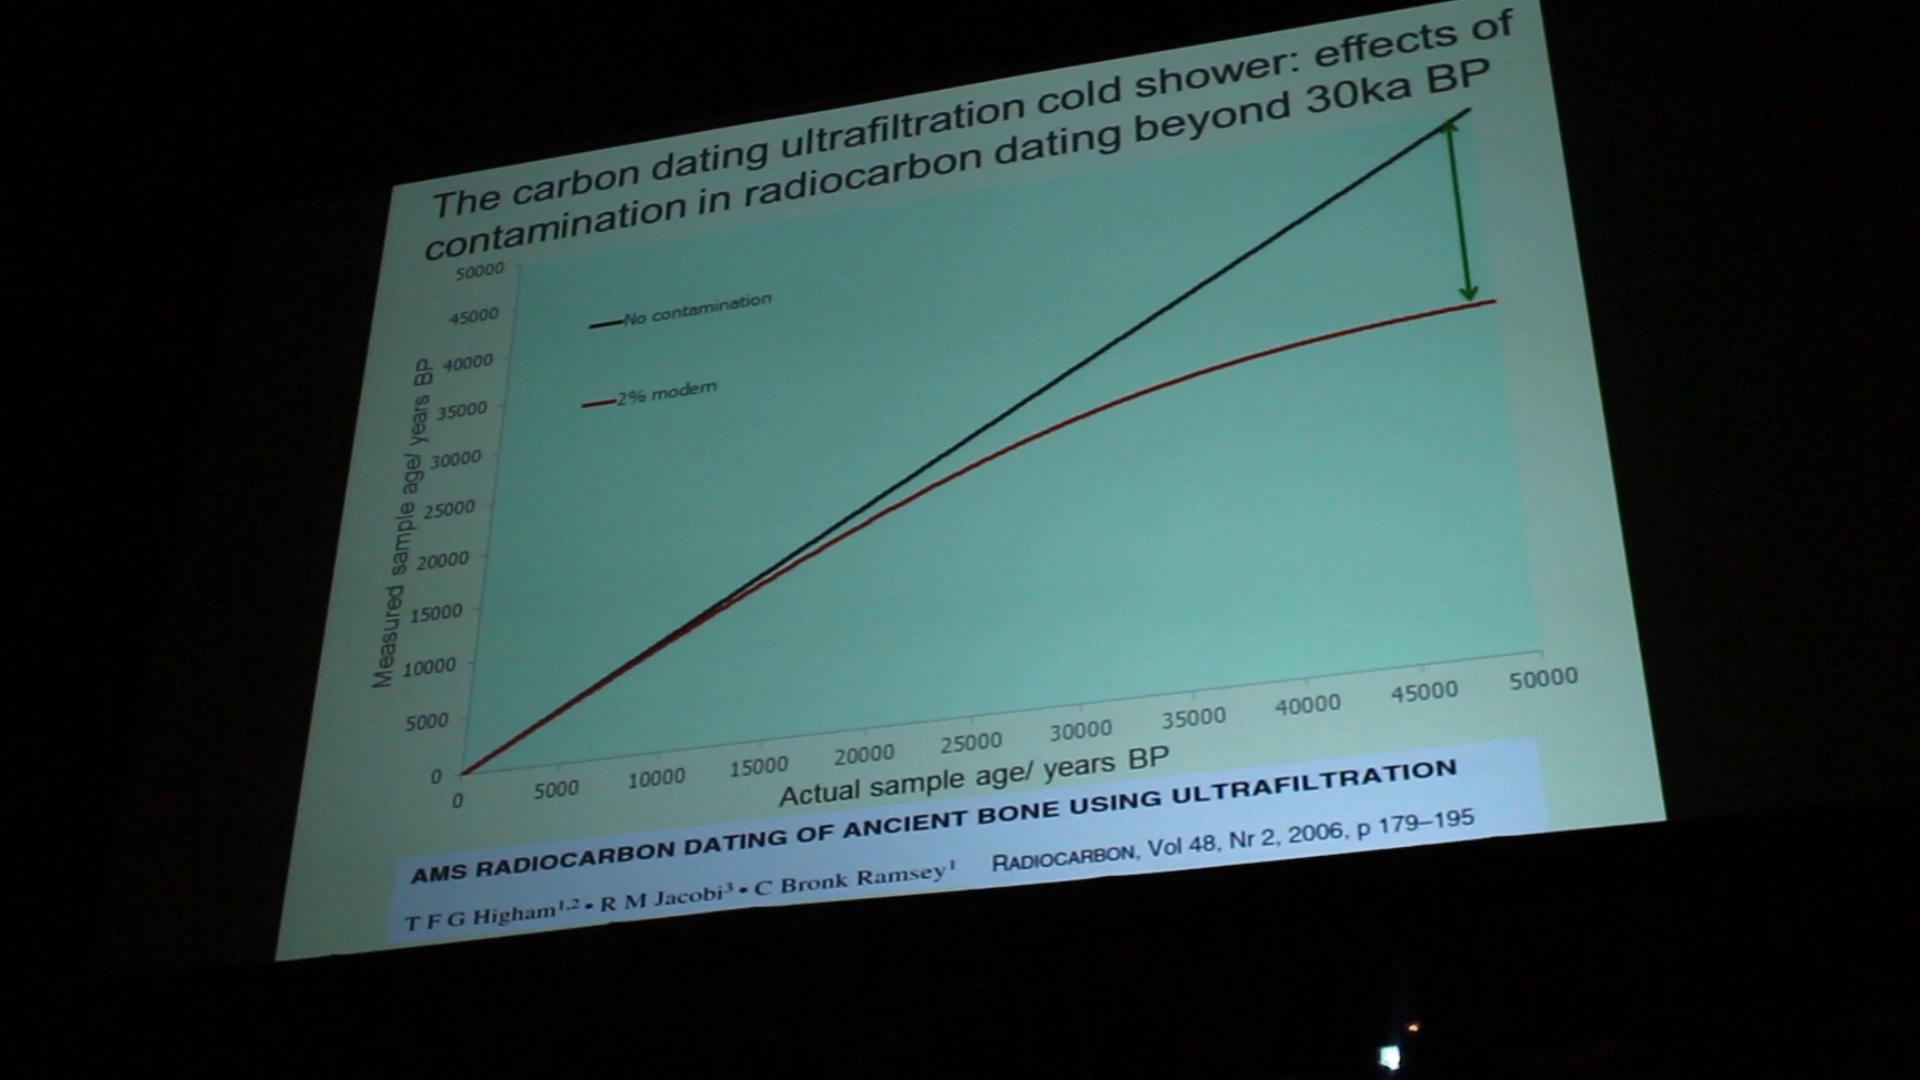 The carbon dating ultrafiltration cold shower: effects of
contamination in radiocarbon dating beyond 30ka BP
50000
45000
40000
35000
30000
25000
20000
15000
10000
5000
0
Measured sample age/ years BP
No contamination
2% modern
0 5000 10000 15000 20000 25000 30000 35000 40000 45000 50000
Actual sample age/ years BP
AMS RADIOCARBON DATING OF ANCIENT BONE USING ULTRAFILTRATION
T F G Higham1,2 • R M Jacobi3 • C Bronk Ramsey1 RADIOCARBON, Vol 48, Nr 2, 2006, p 179–195